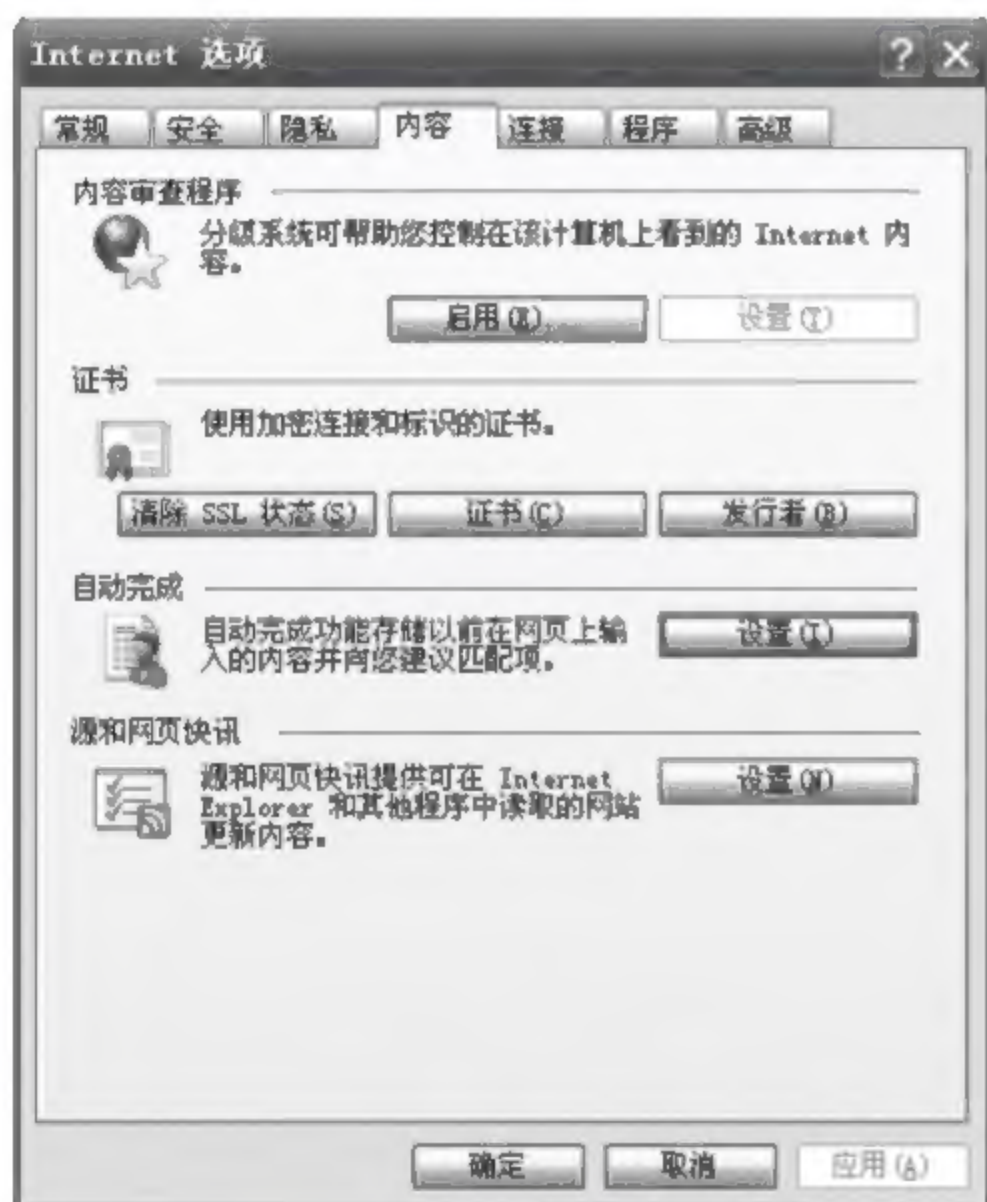 Internet 选项
? ×
常规 安全 隐私 内容 连接 程序 高级
内容审查程序
分级系统可帮助您控制在该计算机上看到的 Internet 内
容。
启用(E)... 设置(T)
证书
使用加密连接和标识的证书。
清除 SSL 状态(S) 证书(C) 发行者(B)
自动完成
自动完成功能存储以前在网页上输 设置(I)
入的内容并向您建议匹配项。
源和网页快讯
源和网页快讯提供可在 Internet 设置(N)
Explorer 和其他程序中读取的网站
更新内容。
确定 取消 应用(A)